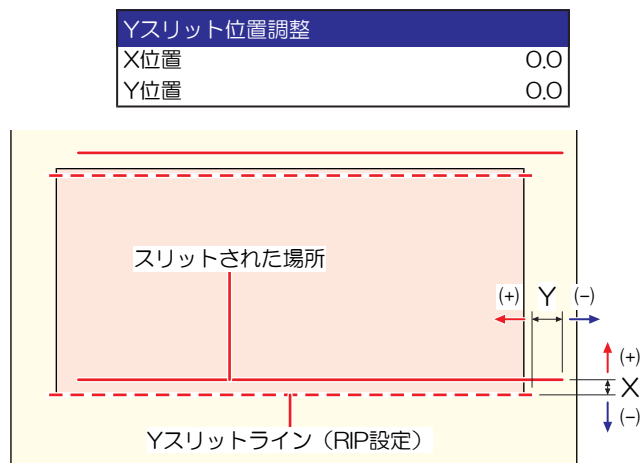 Yスリット位置調整
X位置 0.0
Y位置 0.0
スリットされた場所
(+) Y (−)
(+)
X
(−)
Yスリットライン（RIP設定）